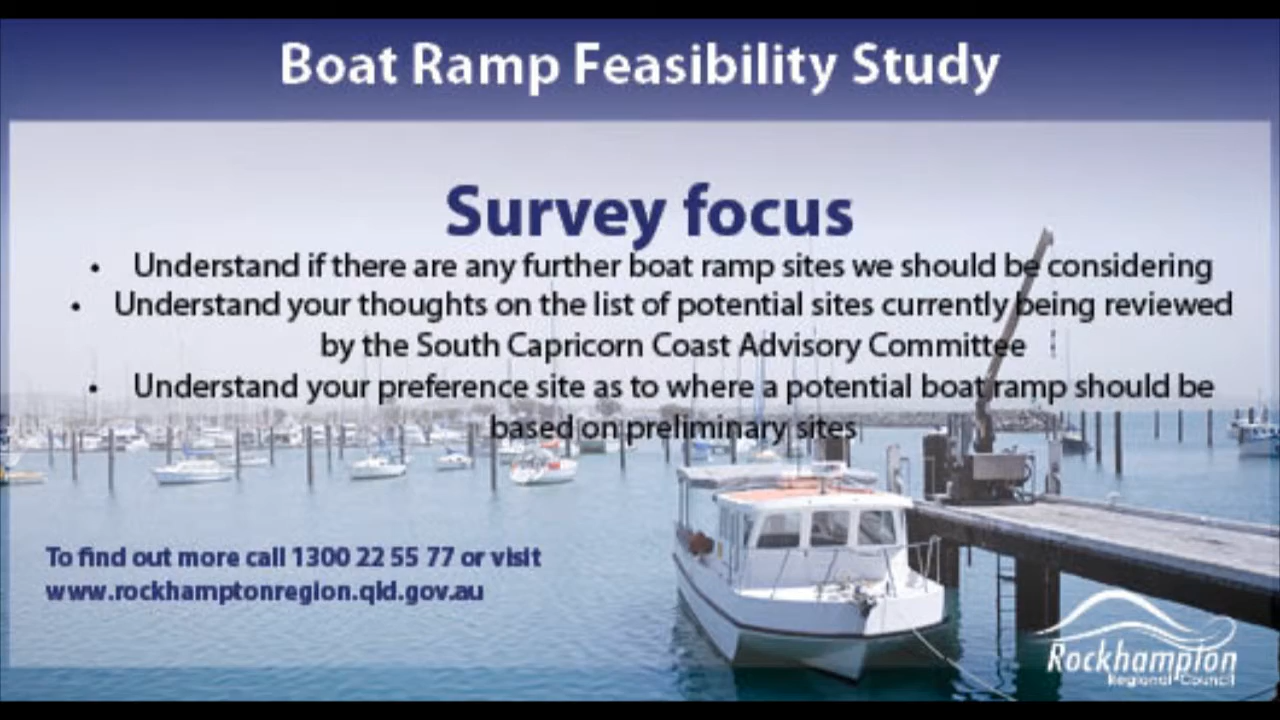 Boat Ramp Feasibility Study
Survey focus
• Understand if there are any further boat ramp sites we should be considering
• Understand your thoughts on the list of potential sites currently being reviewed
by the South Capricorn Coast Advisory Committee
• Understand your preference site as to where a potential boat ramp should be
based on preliminary sites
To find out more call 1300 22 55 77 or visit
www.rockhamptonregion.qld.gov.au
Rockhampton
Regional Council